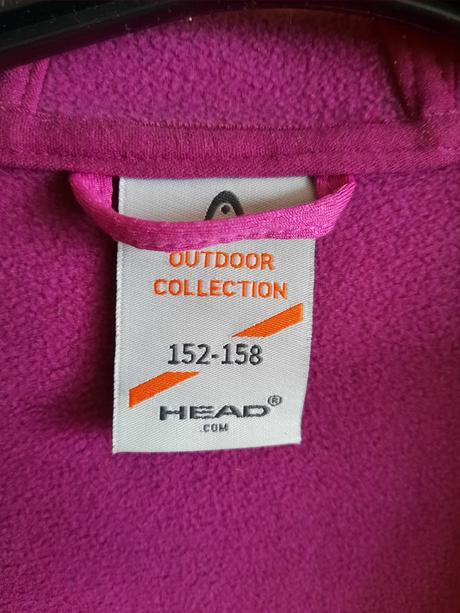 OUTDOOR
COLLECTION
152-158
HEAD®
.COM